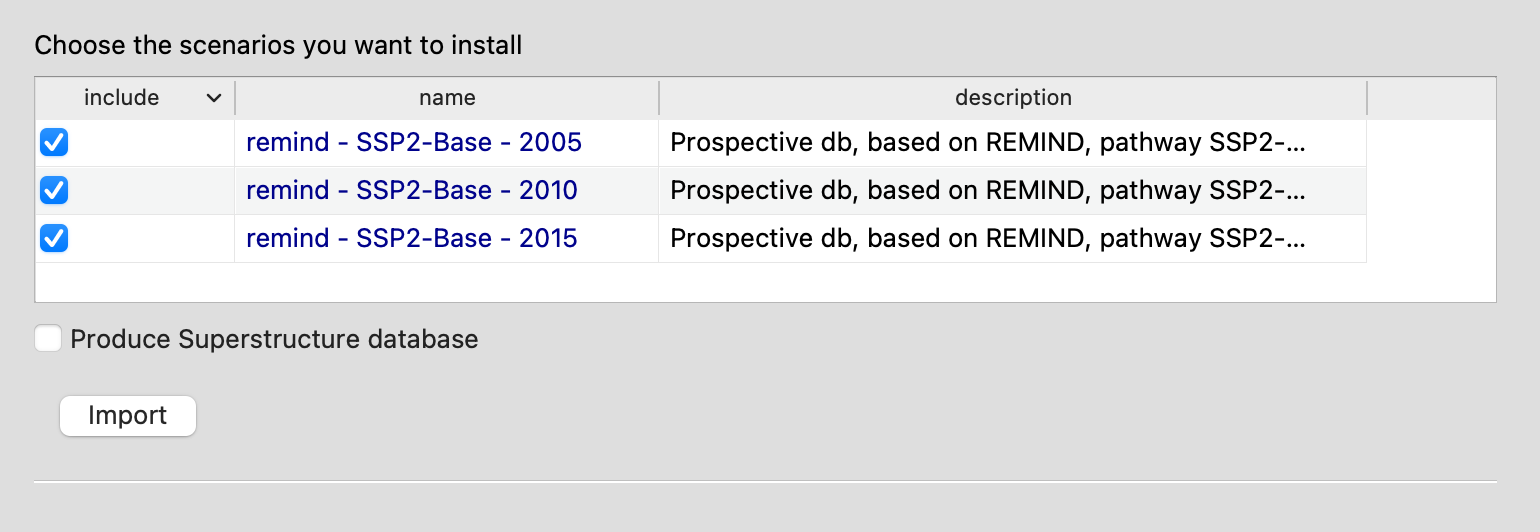 Choose the scenarios you want to install
include name description
remind - SSP2-Base - 2005 Prospective db, based on REMIND, pathway SSP2-...
remind - SSP2-Base - 2010 Prospective db, based on REMIND, pathway SSP2-...
remind - SSP2-Base - 2015 Prospective db, based on REMIND, pathway SSP2-...
Produce Superstructure database
Import